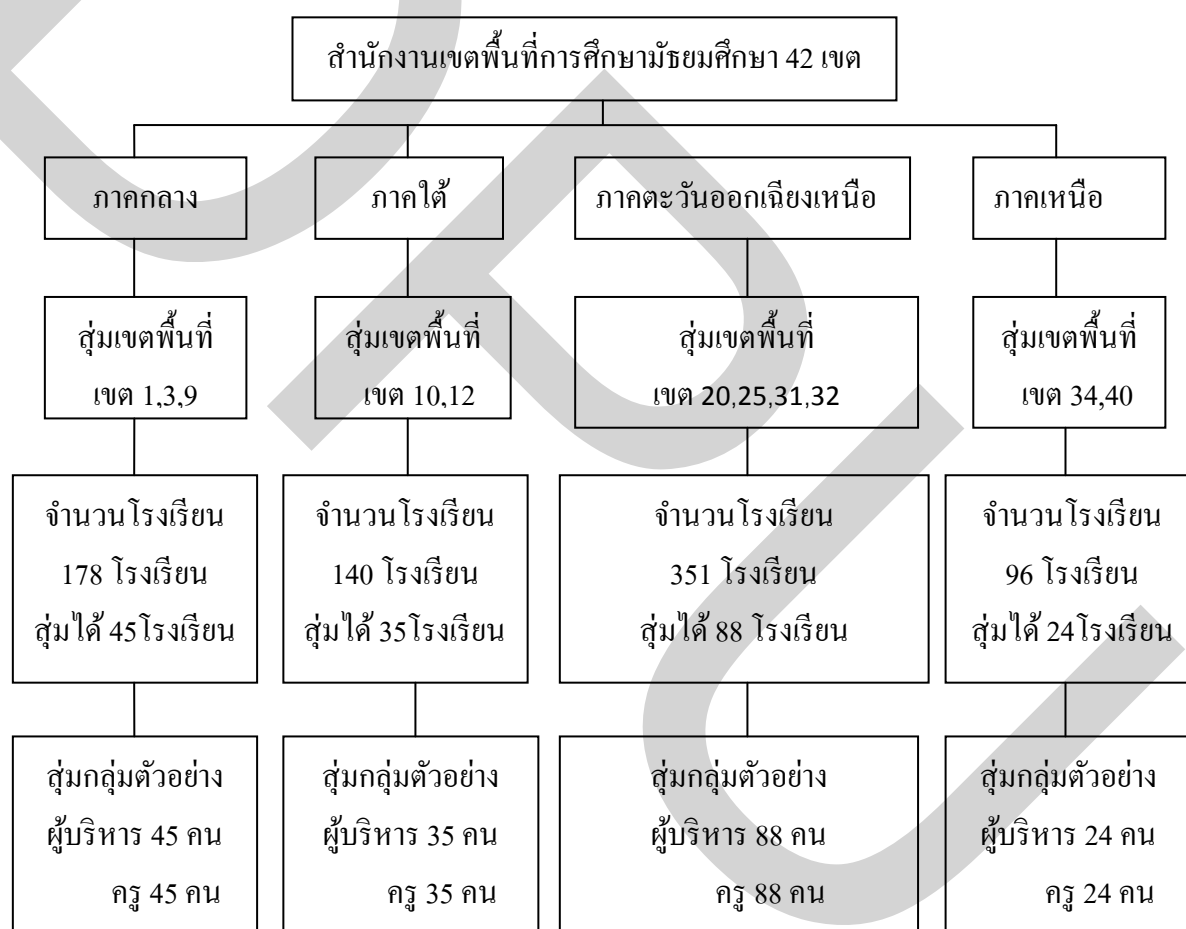 สำนักงานเขตพื้นที่การศึกษามัธยมศึกษา 42 เขต
ภาคกลาง
ภาคใต้
ภาคตะวันออกเฉียงเหนือ
ภาคเหนือ
สุ่มเขตพื้นที่
เขต 1,3,9
สุ่มเขตพื้นที่
เขต 10,12
สุ่มเขตพื้นที่
เขต 20,25,31,32
สุ่มเขตพื้นที่
เขต 34,40
จำนวนโรงเรียน
178 โรงเรียน
สุ่มได้ 45โรงเรียน
จำนวนโรงเรียน
140 โรงเรียน
สุ่มได้ 35โรงเรียน
จำนวนโรงเรียน
351 โรงเรียน
สุ่มได้ 88 โรงเรียน
จำนวนโรงเรียน
96 โรงเรียน
สุ่มได้ 24โรงเรียน
สุ่มกลุ่มตัวอย่าง
ผู้บริหาร 45 คน
ครู 45 คน
สุ่มกลุ่มตัวอย่าง
ผู้บริหาร 35 คน
ครู 35 คน
สุ่มกลุ่มตัวอย่าง
ผู้บริหาร 88 คน
ครู 88 คน
สุ่มกลุ่มตัวอย่าง
ผู้บริหาร 24 คน
ครู 24 คน